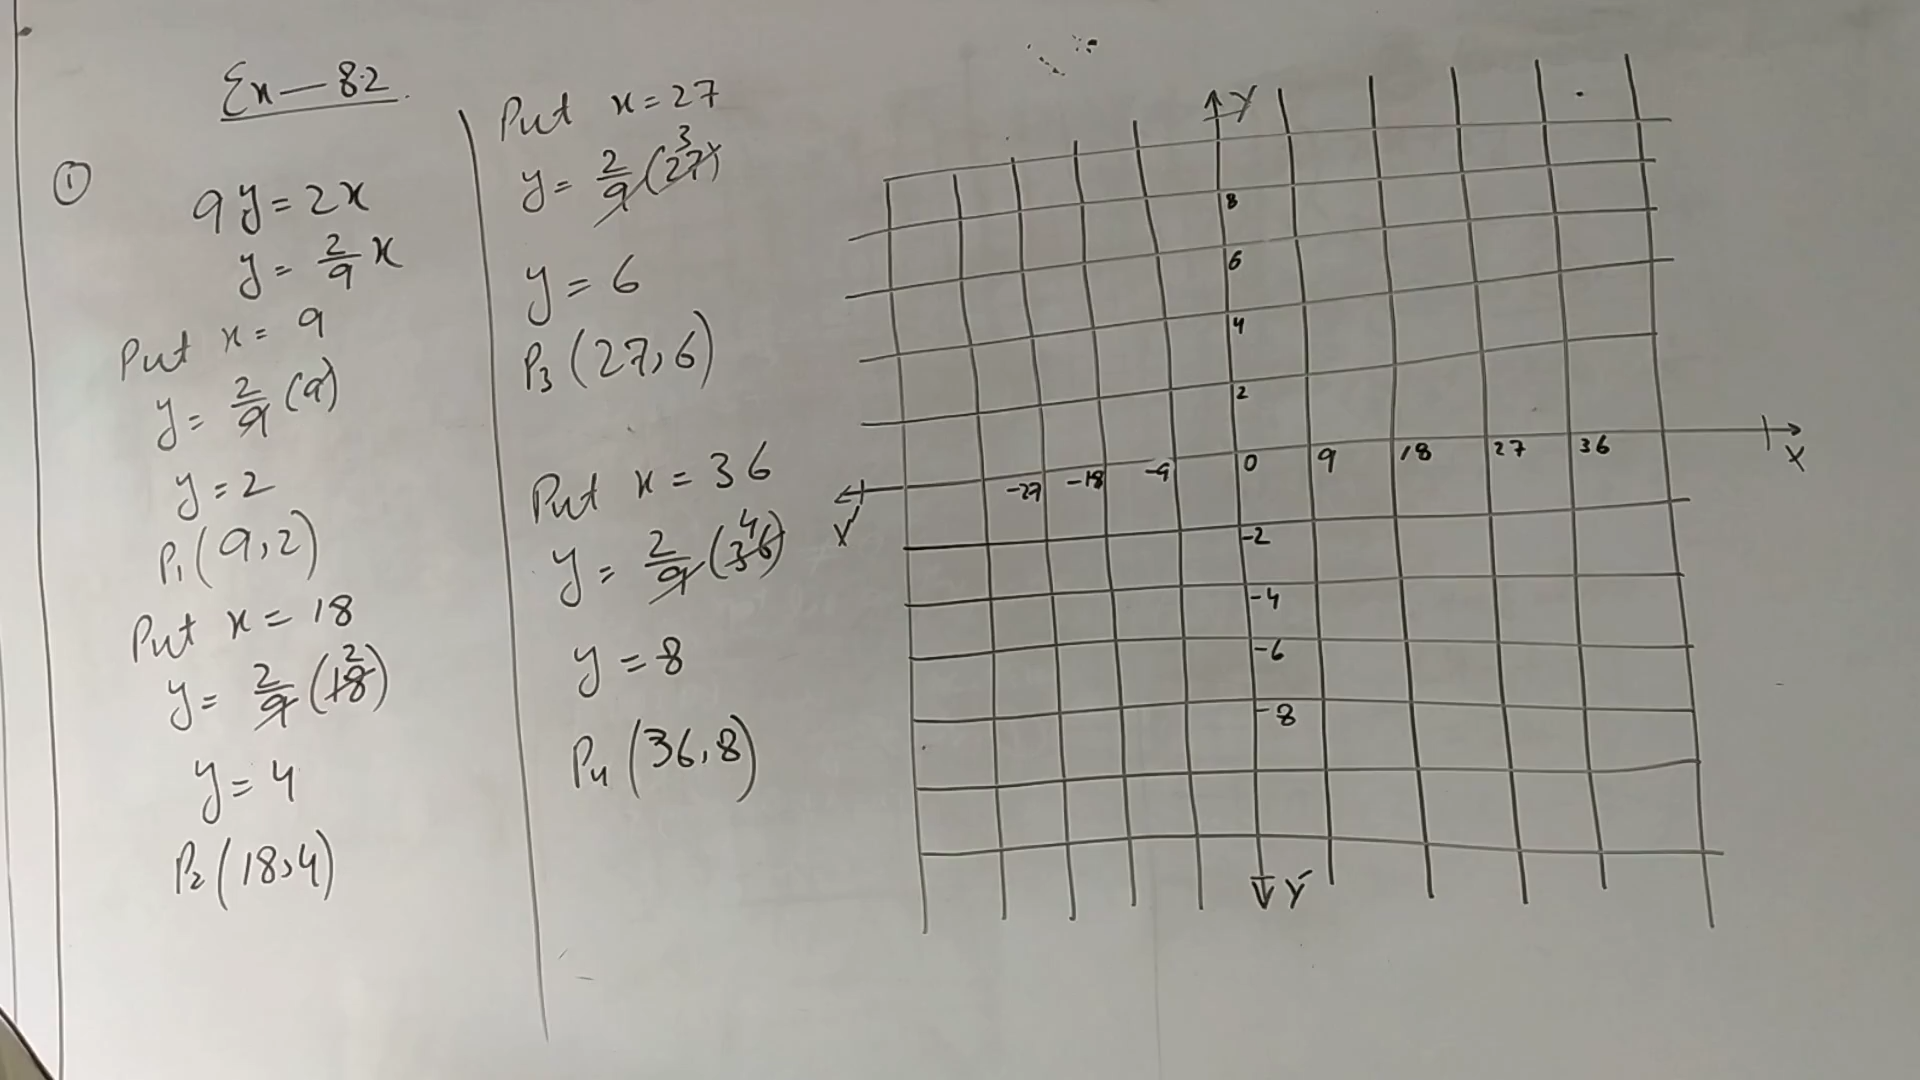 Ex — 8.2
①
9y = 2x
y = 2/9 x
Put x = 9
y = 2/9 (9)
y = 2
P₁ (9, 2)
Put x = 18
y = 2/9 (18) 2
y = 4
P₂ (18, 4)
Put x = 27
y = 2/9 (27) 3
y = 6
P₃ (27, 6)
Put x = 36
y = 2/9 (36) 4
y = 8
P₄ (36, 8)
Y
8
6
4
2
X' -27 -18 -9 0 9 18 27 36 X
-2
-4
-6
-8
Y'